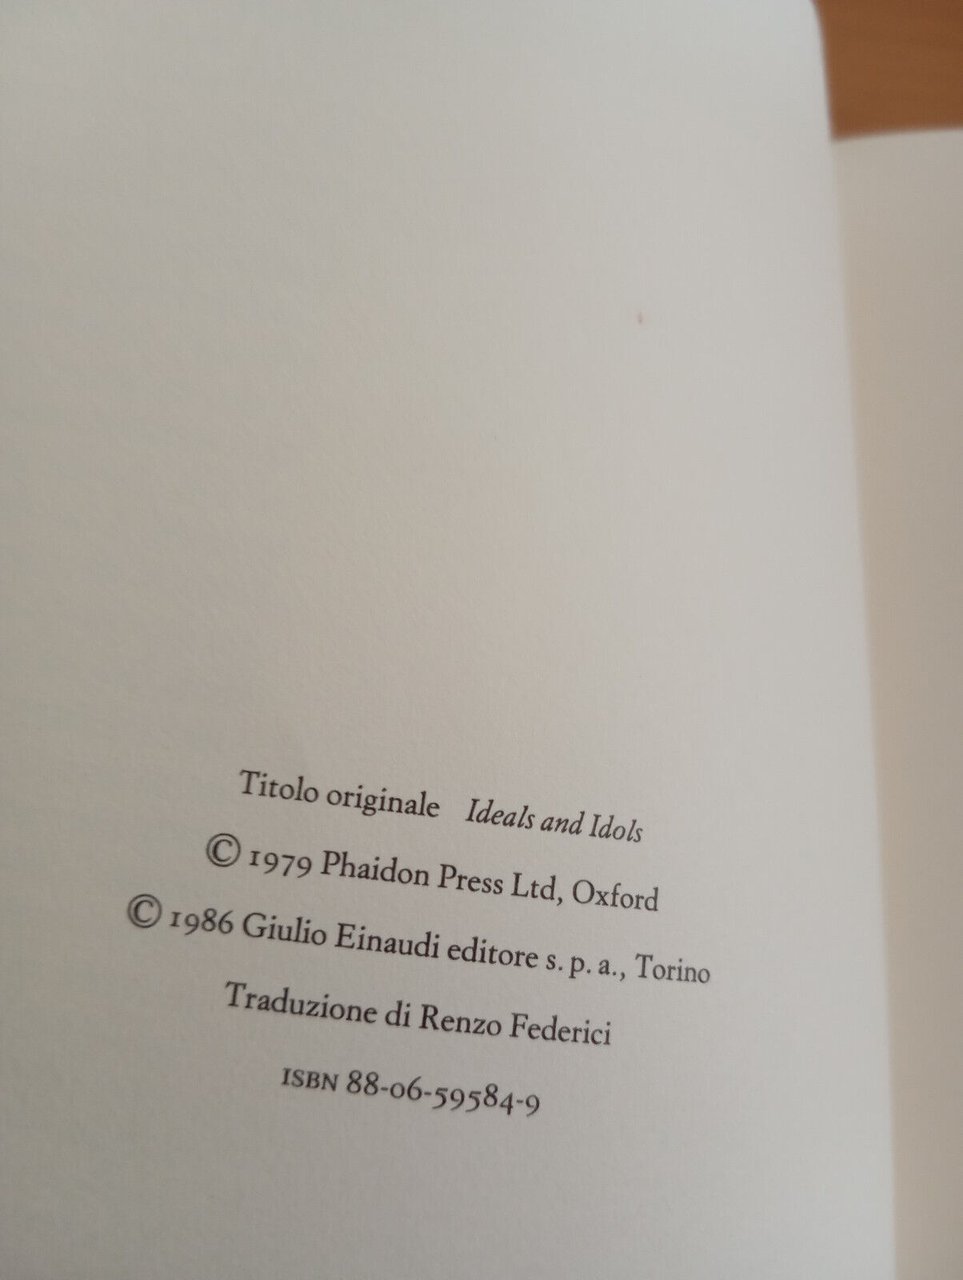 Titolo originale Ideals and Idols
© 1979 Phaidon Press Ltd, Oxford
© 1986 Giulio Einaudi editore s. p. a., Torino
Traduzione di Renzo Federici
ISBN 88-06-59584-9